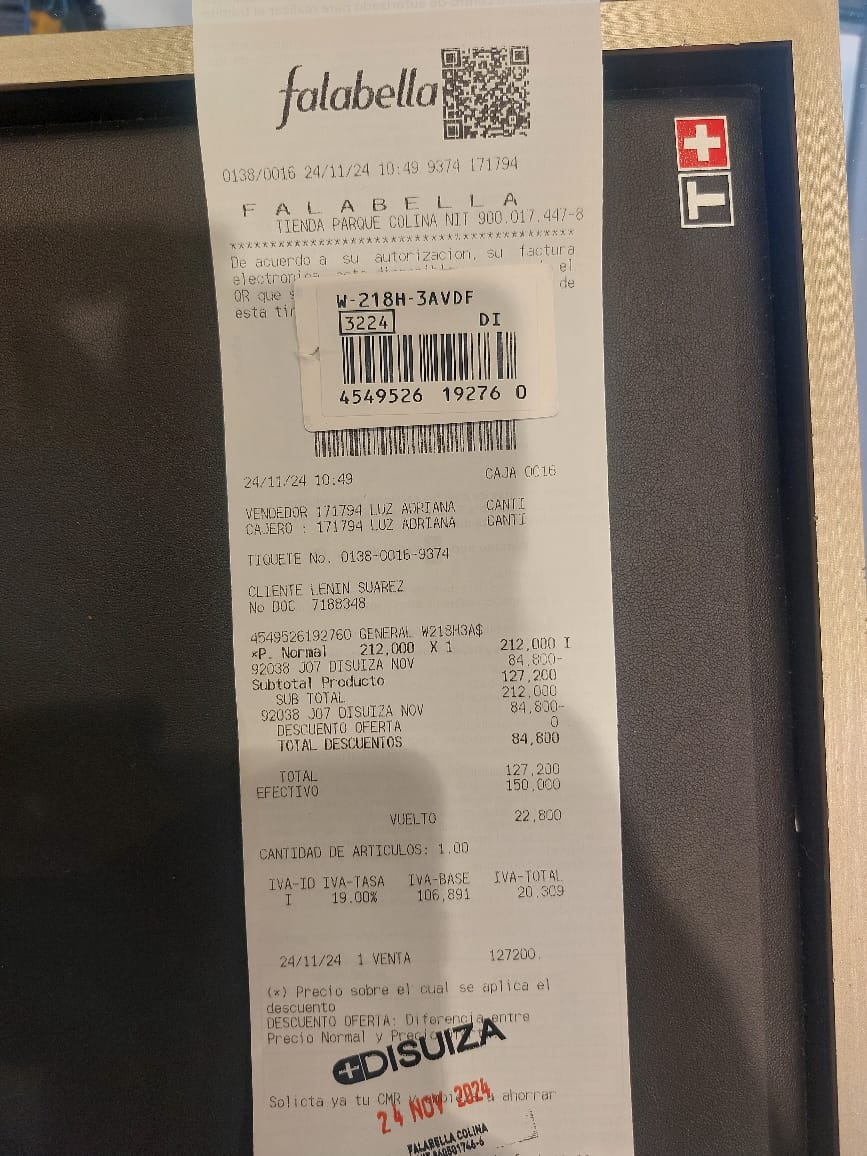 falabella
0138/0016 24/11/24 10:49 9374 171794
F A L A B E L L A
TIENDA PARQUE COLINA NIT 900.017.447-8
******************************************
De acuerdo a su autorizacion, su factura
electronica el
QR que de
esta
W-218H-3AVDF
3224 DI
4549526 19276 0
24/11/24 10:49 CAJA 0016
VENDEDOR 171794 LUZ ADRIANA CANTI
CAJERO : 171794 LUZ ADRIANA CANTI
TIQUETE No. 0138-0016-9374
CLIENTE LENIN SUAREZ
No DOC 7188348
4549526192760 GENERAL W218H3A$
*P. Normal 212,000 X 1 212,000 I
92038 J07 DISUIZA NOV 84,800-
Subtotal Producto 127,200
SUB TOTAL 212,000
92038 J07 DISUIZA NOV 84,800-
DESCUENTO OFERTA 0
TOTAL DESCUENTOS 84,800
TOTAL 127,200
EFECTIVO 150,000
VUELTO 22,800
CANTIDAD DE ARTICULOS: 1.00
IVA-ID IVA-TASA IVA-BASE IVA-TOTAL
I 19.00% 106,891 20,309
24/11/24 1 VENTA 127200.
(*) Precio sobre el cual se aplica el
descuento
DESCUENTO OFERTA: Diferencia entre
Precio Normal y
DISUIZA
Solicta ya tu CMR a ahorrar
24 NOV 2024
FALABELLA COLINA
T